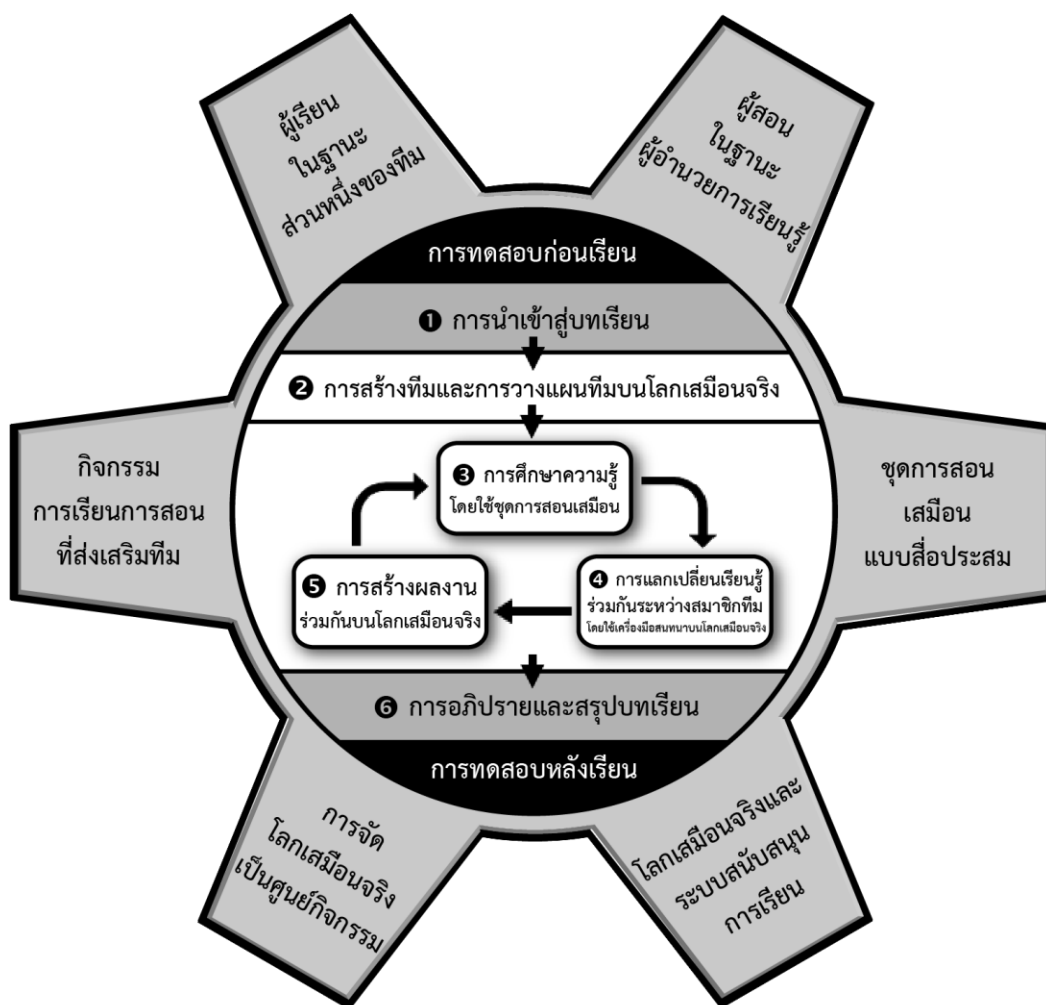 ผู้เรียน
ในฐานะ
ส่วนหนึ่งของทีม
ผู้สอน
ในฐานะ
ผู้อำนวยการเรียนรู้
การทดสอบก่อนเรียน
❶ การนำเข้าสู่บทเรียน
❷ การสร้างทีมและการวางแผนทีมบนโลกเสมือนจริง
กิจกรรม
การเรียนการสอน
ที่ส่งเสริมทีม
❸ การศึกษาความรู้
โดยใช้ชุดการสอนเสมือน
ชุดการสอน
เสมือน
แบบสื่อประสม
❺ การสร้างผลงาน
ร่วมกันบนโลกเสมือนจริง
❹ การแลกเปลี่ยนเรียนรู้
ร่วมกันระหว่างสมาชิกทีม
โดยใช้เครื่องมือสนทนาบนโลกเสมือนจริง
❻ การอภิปรายและสรุปบทเรียน
การทดสอบหลังเรียน
การจัด
โลกเสมือนจริง
เป็นศูนย์กิจกรรม
โลกเสมือนจริงและ
ระบบสนับสนุน
การเรียน